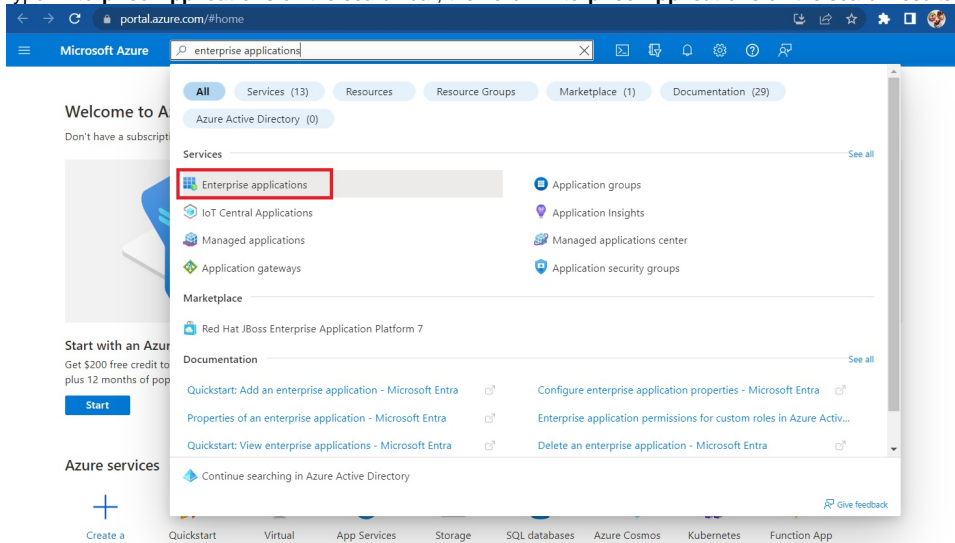 portal.azure.com/#home
Microsoft Azure
enterprise applications
All
Services (13)
Resources
Resource Groups
Marketplace (1)
Documentation (29)
Azure Active Directory (0)
Welcome to A
Don't have a subscripti
Services
See all
Enterprise applications
Application groups
IoT Central Applications
Application Insights
Managed applications
Managed applications center
Application gateways
Application security groups
Marketplace
Red Hat JBoss Enterprise Application Platform 7
Start with an Azur
Get $200 free credit to
plus 12 months of pop
Start
Documentation
See all
Quickstart: Add an enterprise application - Microsoft Entra
Configure enterprise application properties - Microsoft Entra
Properties of an enterprise application - Microsoft Entra
Enterprise application permissions for custom roles in Azure Activ...
Quickstart: View enterprise applications - Microsoft Entra
Delete an enterprise application - Microsoft Entra
Azure services
Continue searching in Azure Active Directory
Give feedback
Create a
Quickstart
Virtual
App Services
Storage
SQL databases
Azure Cosmos
Kubernetes
Function App